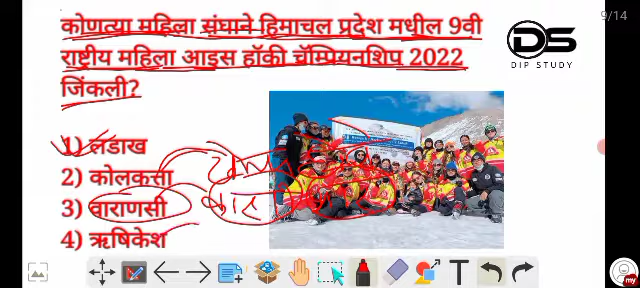 9/14
कोणत्या महिला संघाने हिमाचल प्रदेश मधील 9वी
राष्ट्रीय महिला आइस हॉकी चॅम्पियनशिप 2022
जिंकली?
DS
DIP STUDY
1) लडाख
2) कोलकत्ता
3) वाराणसी
4) ऋषिकेश
T
my